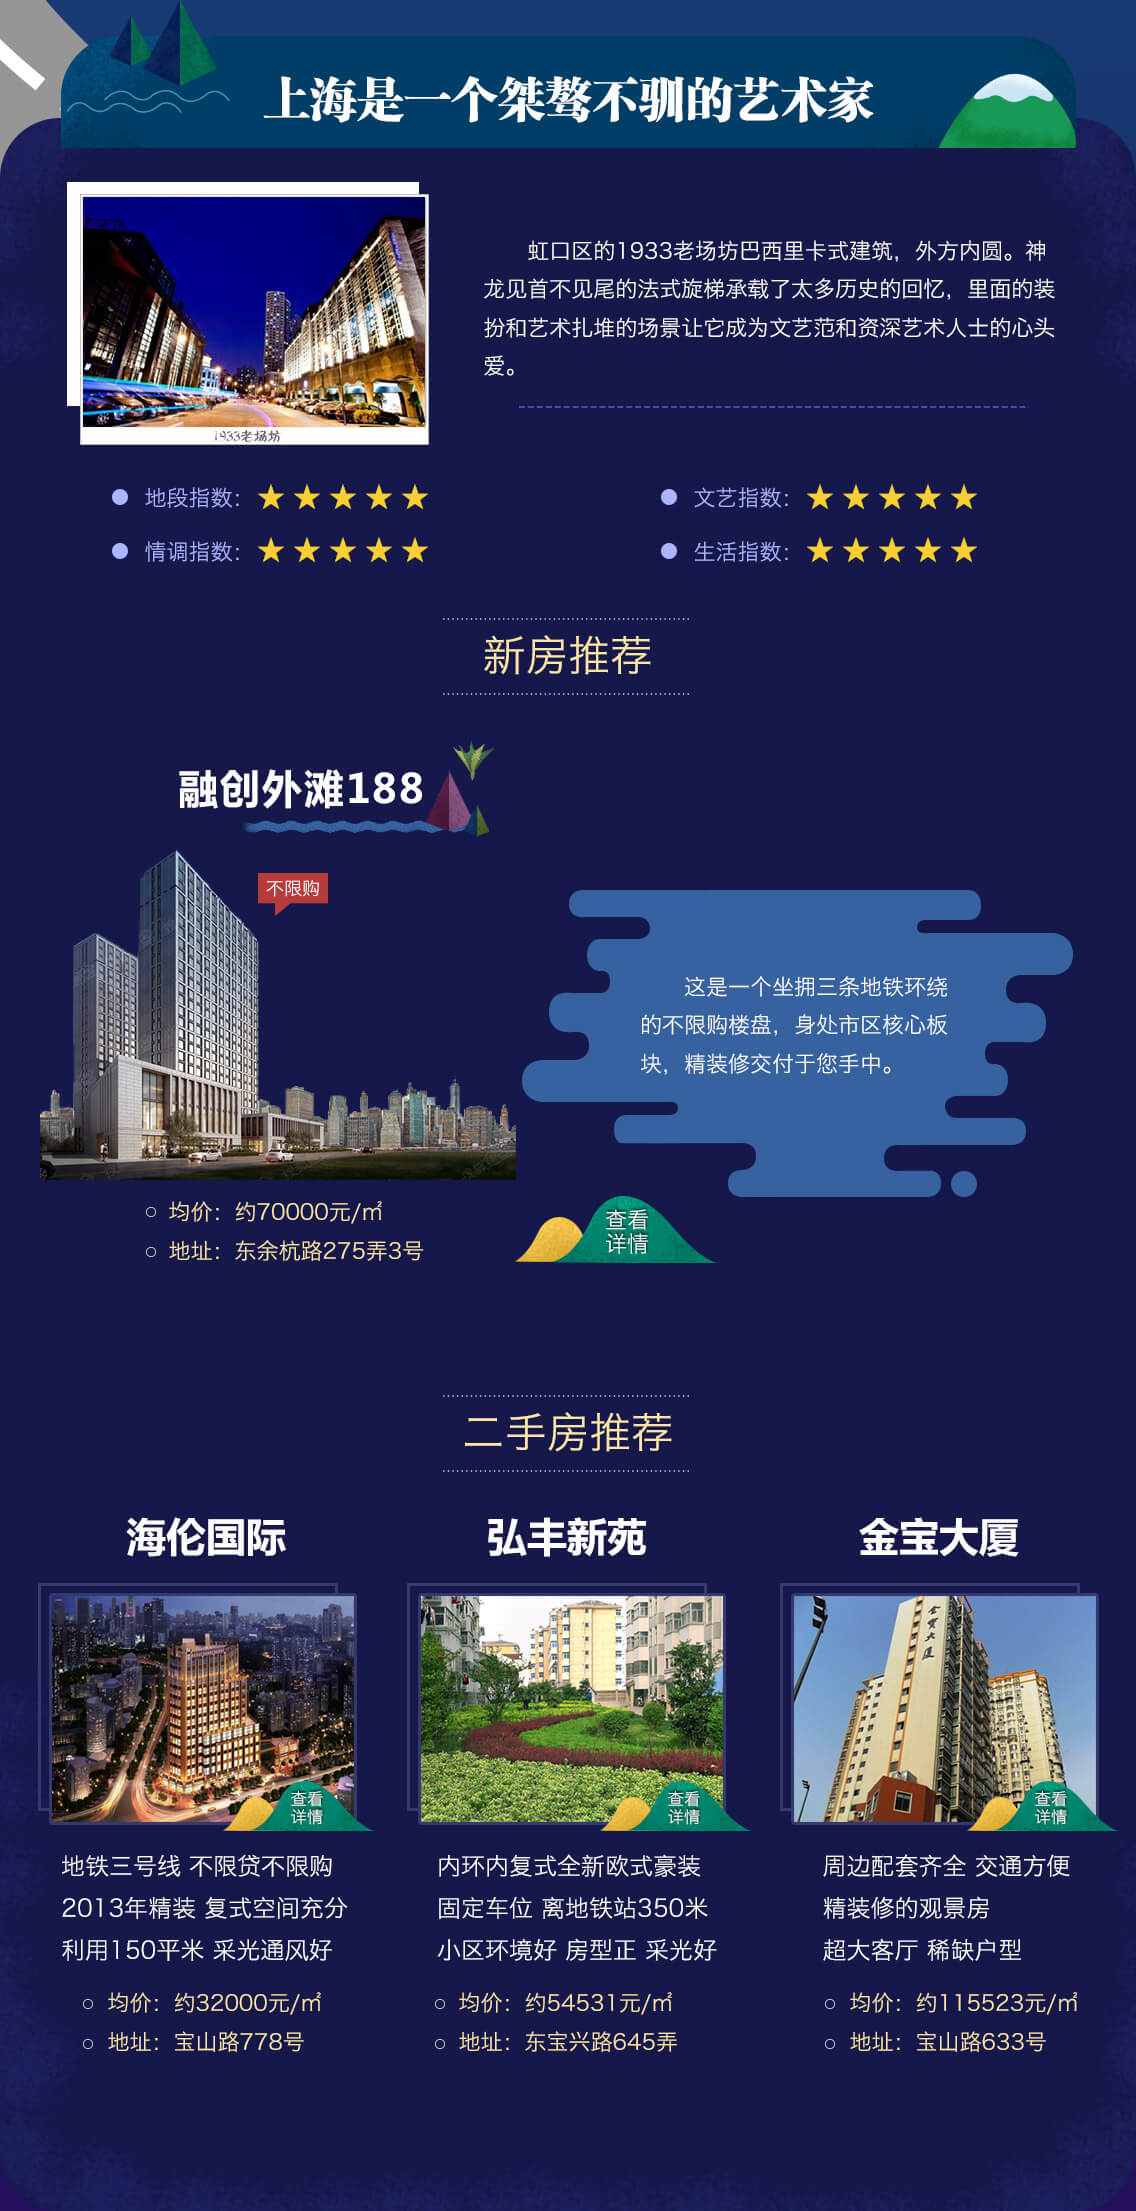 上海是一个桀骜不驯的艺术家
虹口区的1933老场坊巴西里卡式建筑，外方内圆。神
龙见首不见尾的法式旋梯承载了太多历史的回忆，里面的装
扮和艺术扎堆的场景让它成为文艺范和资深艺术人士的心头
爱。
1933老场坊
地段指数：
文艺指数：
情调指数：
生活指数：
新房推荐
融创外滩188
不限购
这是一个坐拥三条地铁环绕
的不限购楼盘，身处市区核心板
块，精装修交付于您手中。
均价：约70000元/㎡
地址：东余杭路275弄3号
查看
详情
二手房推荐
海伦国际
弘丰新苑
金宝大厦
金宝大厦
查看
详情
查看
详情
查看
详情
地铁三号线 不限贷不限购
2013年精装 复式空间充分
利用150平米 采光通风好
均价：约32000元/㎡
地址：宝山路778号
内环内复式全新欧式豪装
固定车位 离地铁站350米
小区环境好 房型正 采光好
均价：约54531元/㎡
地址：东宝兴路645弄
周边配套齐全 交通方便
精装修的观景房
超大客厅 稀缺户型
均价：约115523元/㎡
地址：宝山路633号